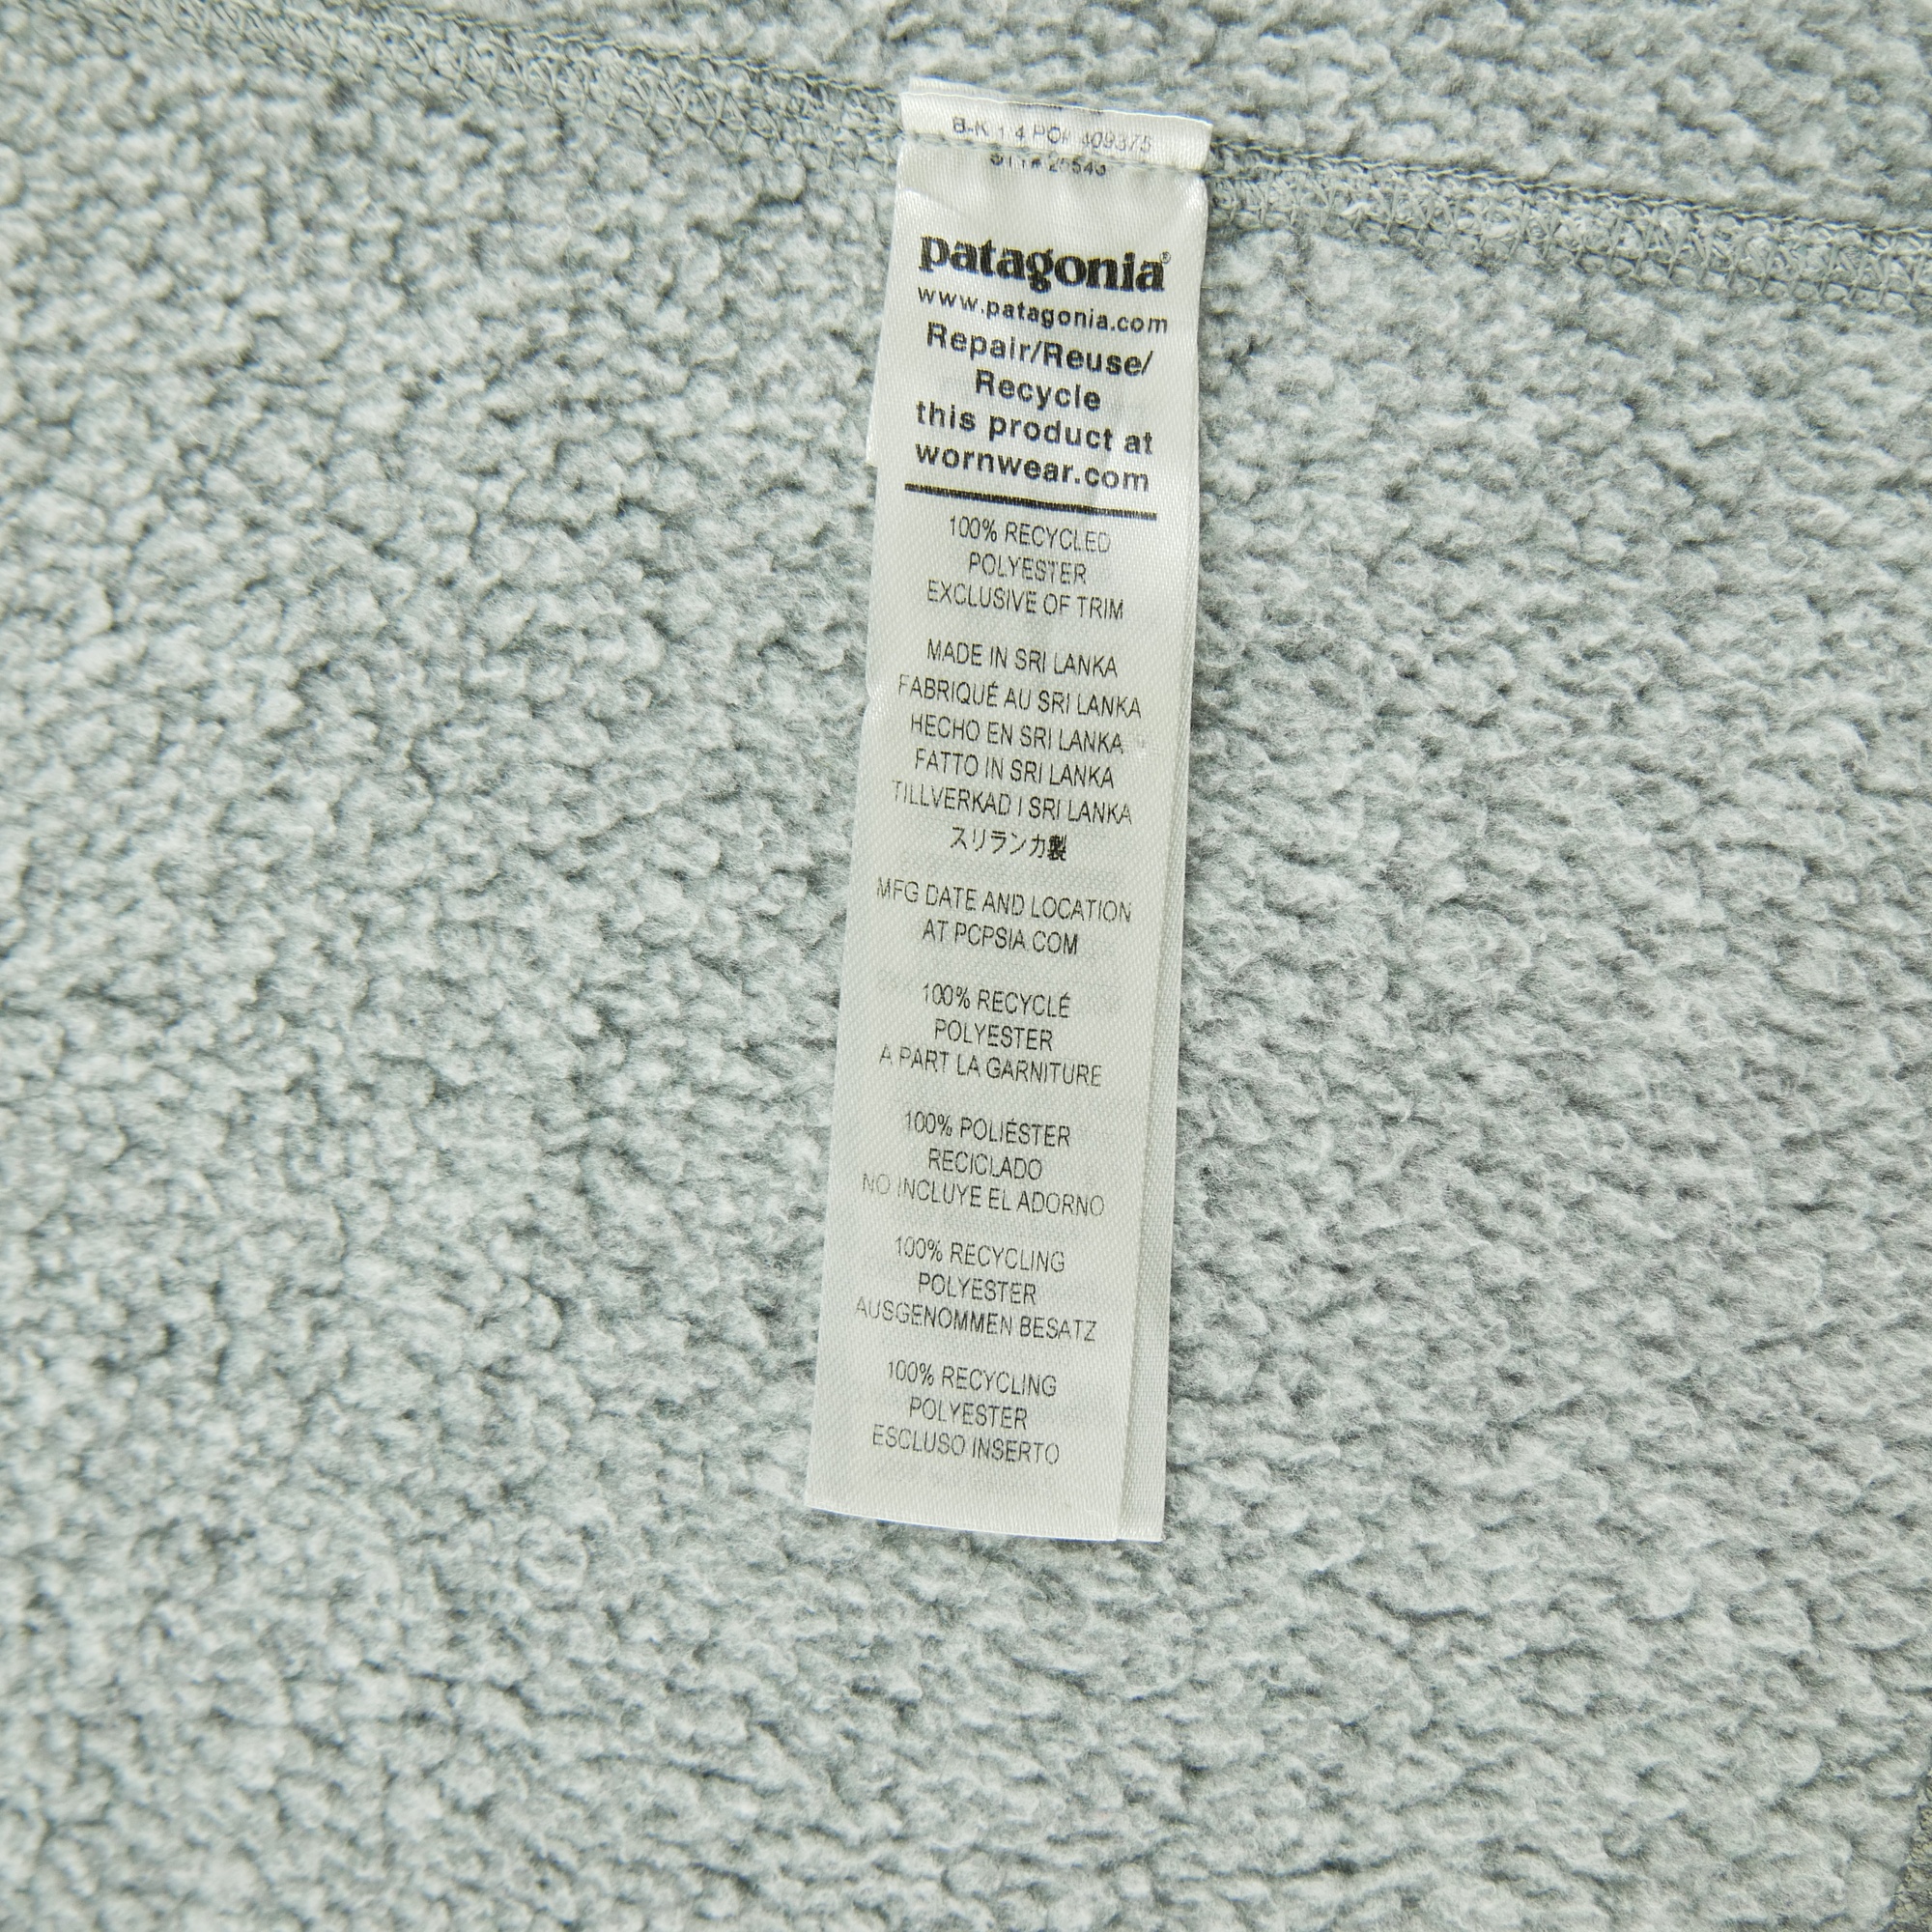 409375
patagonia®
www.patagonia.com
Repair/Reuse/
Recycle
this product at
wornwear.com
100% RECYCLED
POLYESTER
EXCLUSIVE OF TRIM
MADE IN SRI LANKA
FABRIQUÉ AU SRI LANKA
HECHO EN SRI LANKA
FATTO IN SRI LANKA
TILLVERKAD I SRI LANKA
スリランカ製
MFG DATE AND LOCATION
AT PCPSIA.COM
100% RECYCLÉ
POLYESTER
A PART LA GARNITURE
100% POLIÉSTER
RECICLADO
NO INCLUYE EL ADORNO
100% RECYCLING
POLYESTER
AUSGENOMMEN BESATZ
100% RECYCLING
POLYESTER
ESCLUSO INSERTO